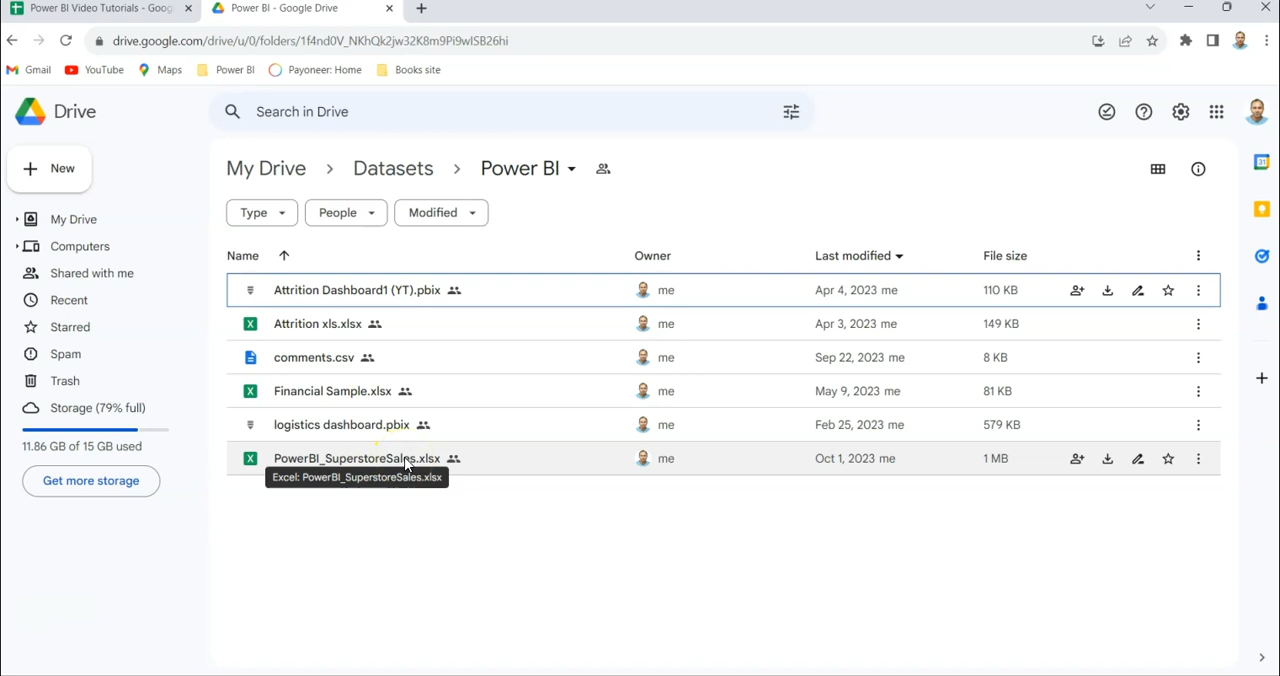 Power BI Video Tutorials - Goog
Power BI - Google Drive
drive.google.com/drive/u/0/folders/1f4nd0V_NKhQk2jw32K8m9Pi9wISB26hi
Gmail YouTube Maps Power BI Payoneer: Home Books site
Drive
Search in Drive
New
My Drive
Computers
Shared with me
Recent
Starred
Spam
Trash
Storage (79% full)
11.86 GB of 15 GB used
Get more storage
My Drive > Datasets > Power BI
Type People Modified
Name Owner Last modified File size
Attrition Dashboard1 (YT).pbix me Apr 4, 2023 me 110 KB
Attrition xls.xlsx me Apr 3, 2023 me 149 KB
comments.csv me Sep 22, 2023 me 8 KB
Financial Sample.xlsx me May 9, 2023 me 81 KB
logistics dashboard.pbix me Feb 25, 2023 me 579 KB
PowerBI_SuperstoreSales.xlsx me Oct 1, 2023 me 1 MB
Excel: PowerBI_SuperstoreSales.xlsx
31